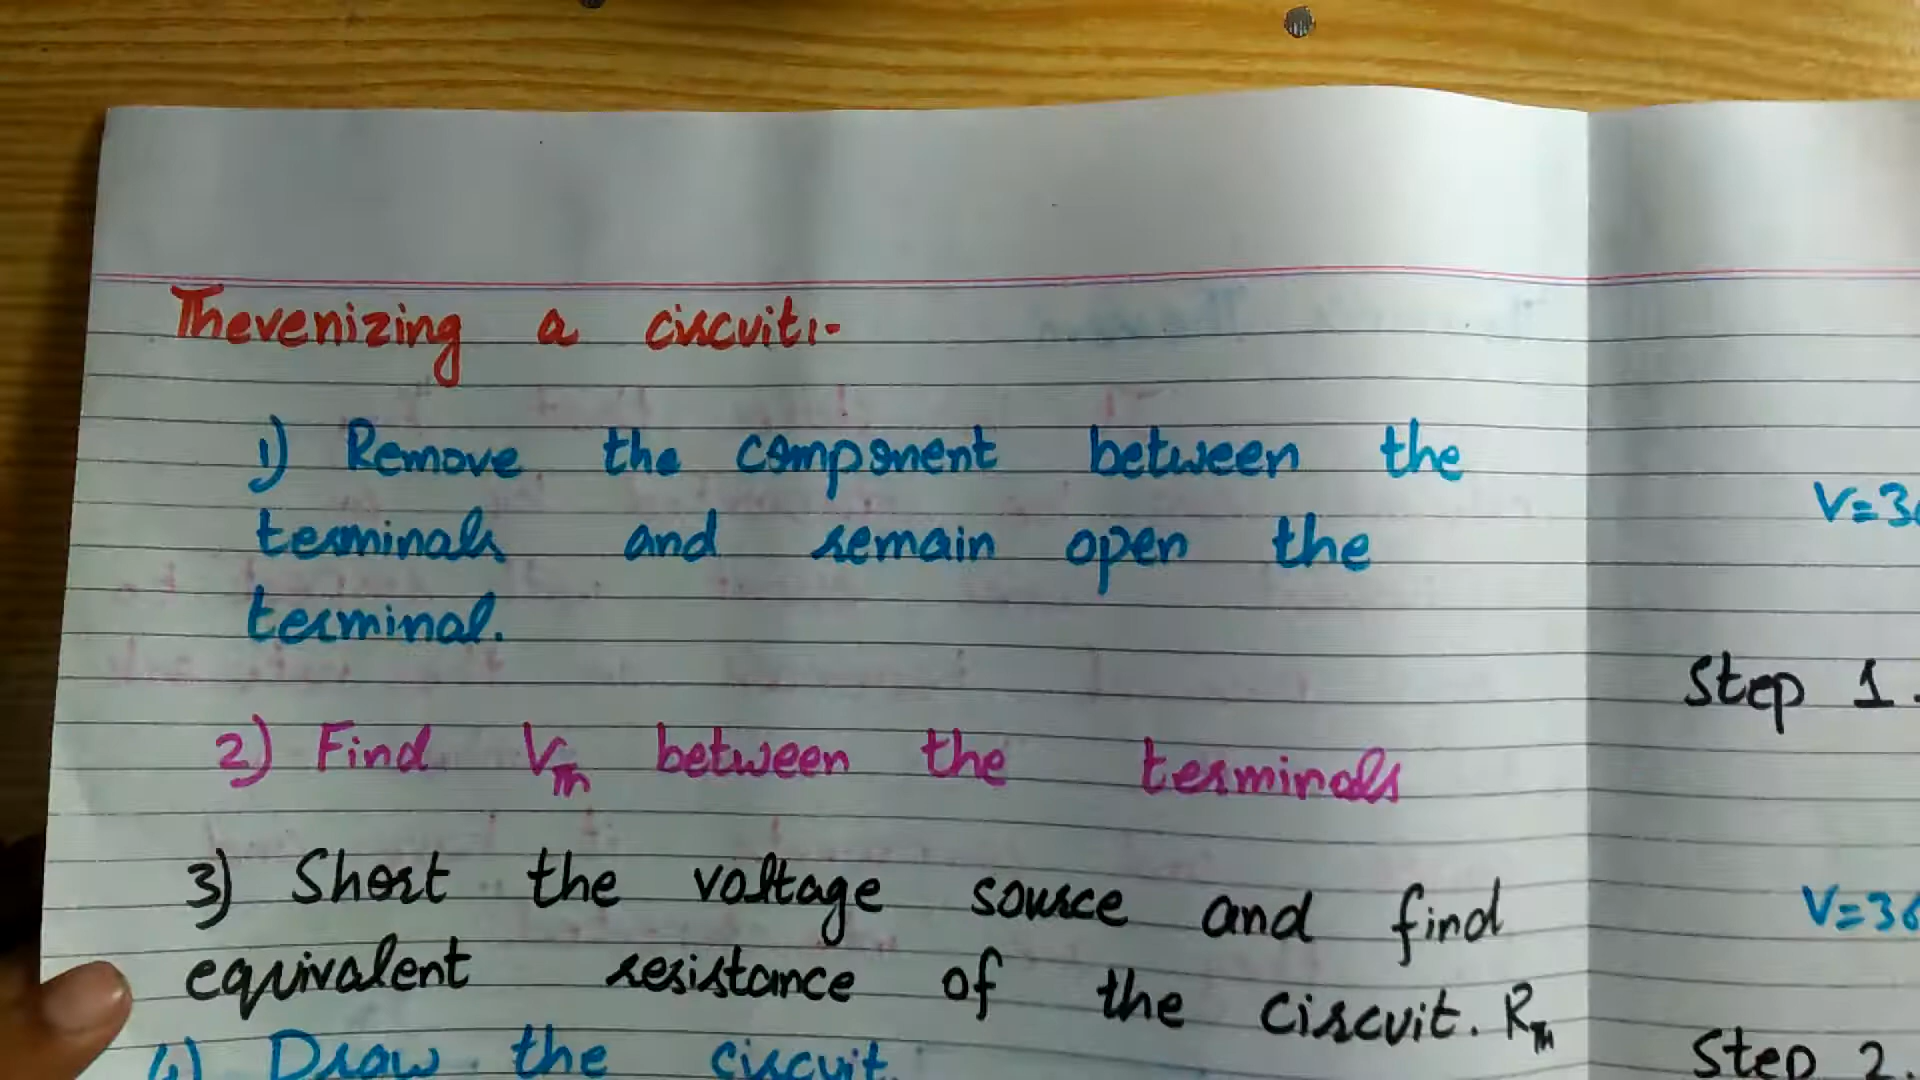 Thevenizing a circuit:-
1) Remove the component between the
terminals and remain open the
terminal.
2) Find VTh between the terminals
3) Short the voltage source and find
equivalent resistance of the circuit. RTh
4) Draw the circuit.
V=36
Step 1.
V=36
Step 2.